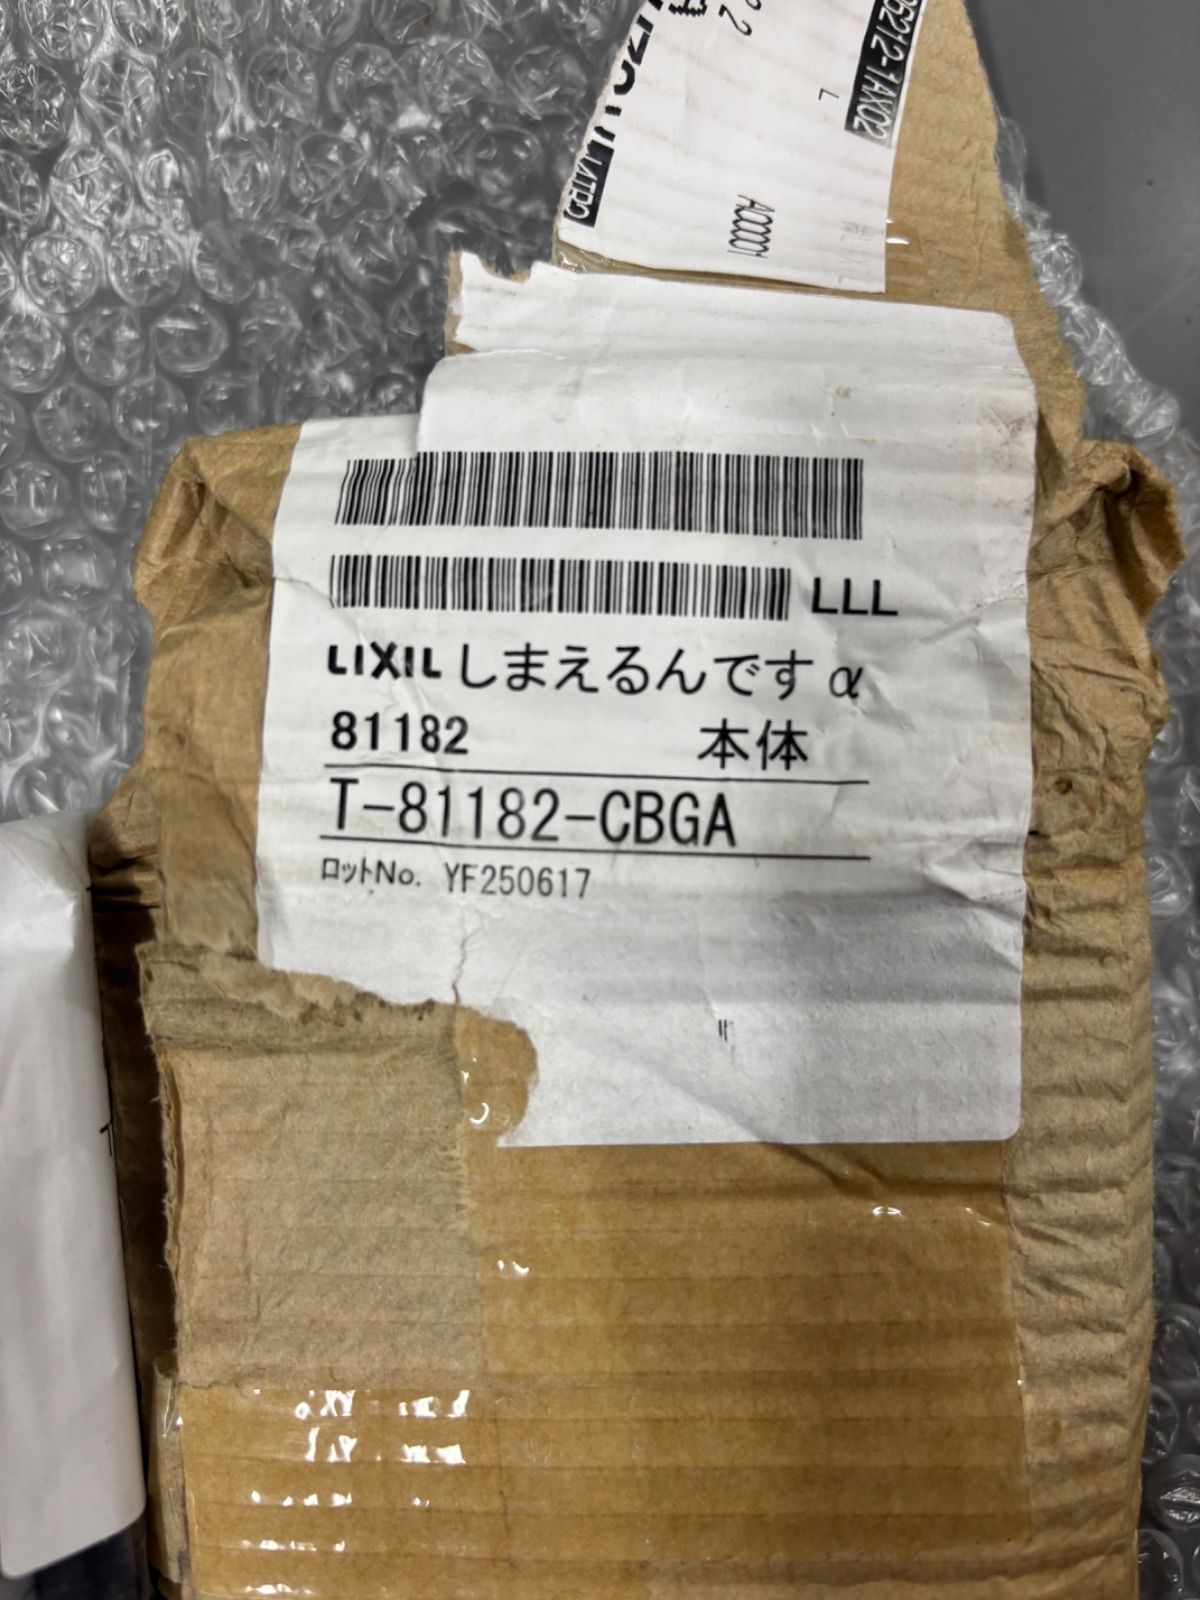 A00001
LLL
LIXIL しまえるんです α
81182 本体
T-81182-CBGA
ロットNo. YF250617